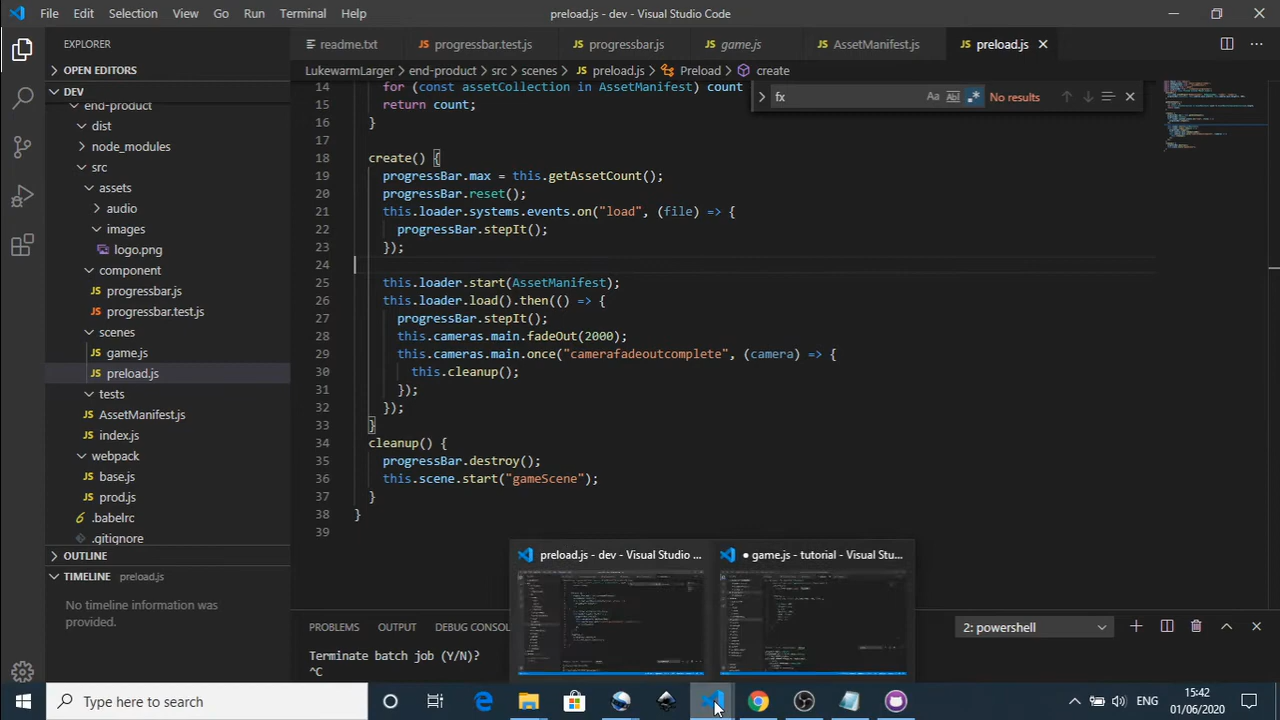 File Edit Selection View Go Run Terminal Help preload.js - dev - Visual Studio Code
EXPLORER readme.txt progressbar.test.js progressbar.js game.js AssetManifest.js preload.js
OPEN EDITORS
LukewarmLarger > end-product > src > scenes > preload.js > Preload > create
DEV
end-product
dist
node_modules
src
assets
audio
images
logo.png
component
progressbar.js
progressbar.test.js
scenes
game.js
preload.js
tests
AssetManifest.js
index.js
webpack
base.js
prod.js
.babelrc
.gitignore
OUTLINE
TIMELINE preload.js
No timeline information was
provided.
fx Aa No results
14 for (const assetCollection in AssetManifest) count
15 return count;
16 }
17
18 create() {
19 progressBar.max = this.getAssetCount();
20 progressBar.reset();
21 this.loader.systems.events.on("load", (file) => {
22 progressBar.stepIt();
23 });
24
25 this.loader.start(AssetManifest);
26 this.loader.load().then(() => {
27 progressBar.stepIt();
28 this.cameras.main.fadeOut(2000);
29 this.cameras.main.once("camerafadeoutcomplete", (camera) => {
30 this.cleanup();
31 });
32 });
33 }
34 cleanup() {
35 progressBar.destroy();
36 this.scene.start("gameScene");
37 }
38 }
39
preload.js - dev - Visual Studio ... ● game.js - tutorial - Visual Stu...
PROBLEMS OUTPUT DEBUG CONSOL 2: powershell
Terminate batch job (Y/N)?
^C
Type here to search
ENG
15:42
01/06/2020